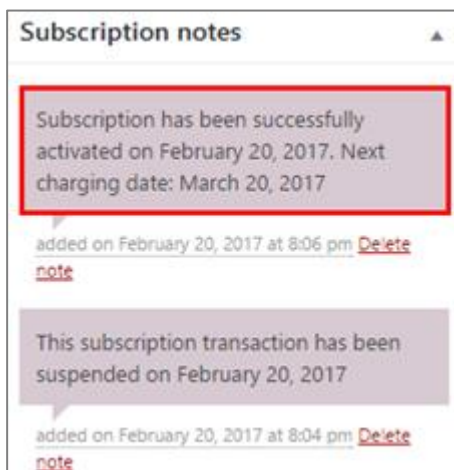 Subscription notes
Subscription has been successfully
activated on February 20, 2017. Next
charging date: March 20, 2017
added on February 20, 2017 at 8:06 pm Delete
note
This subscription transaction has been
suspended on February 20, 2017
added on February 20, 2017 at 8:04 pm Delete
note